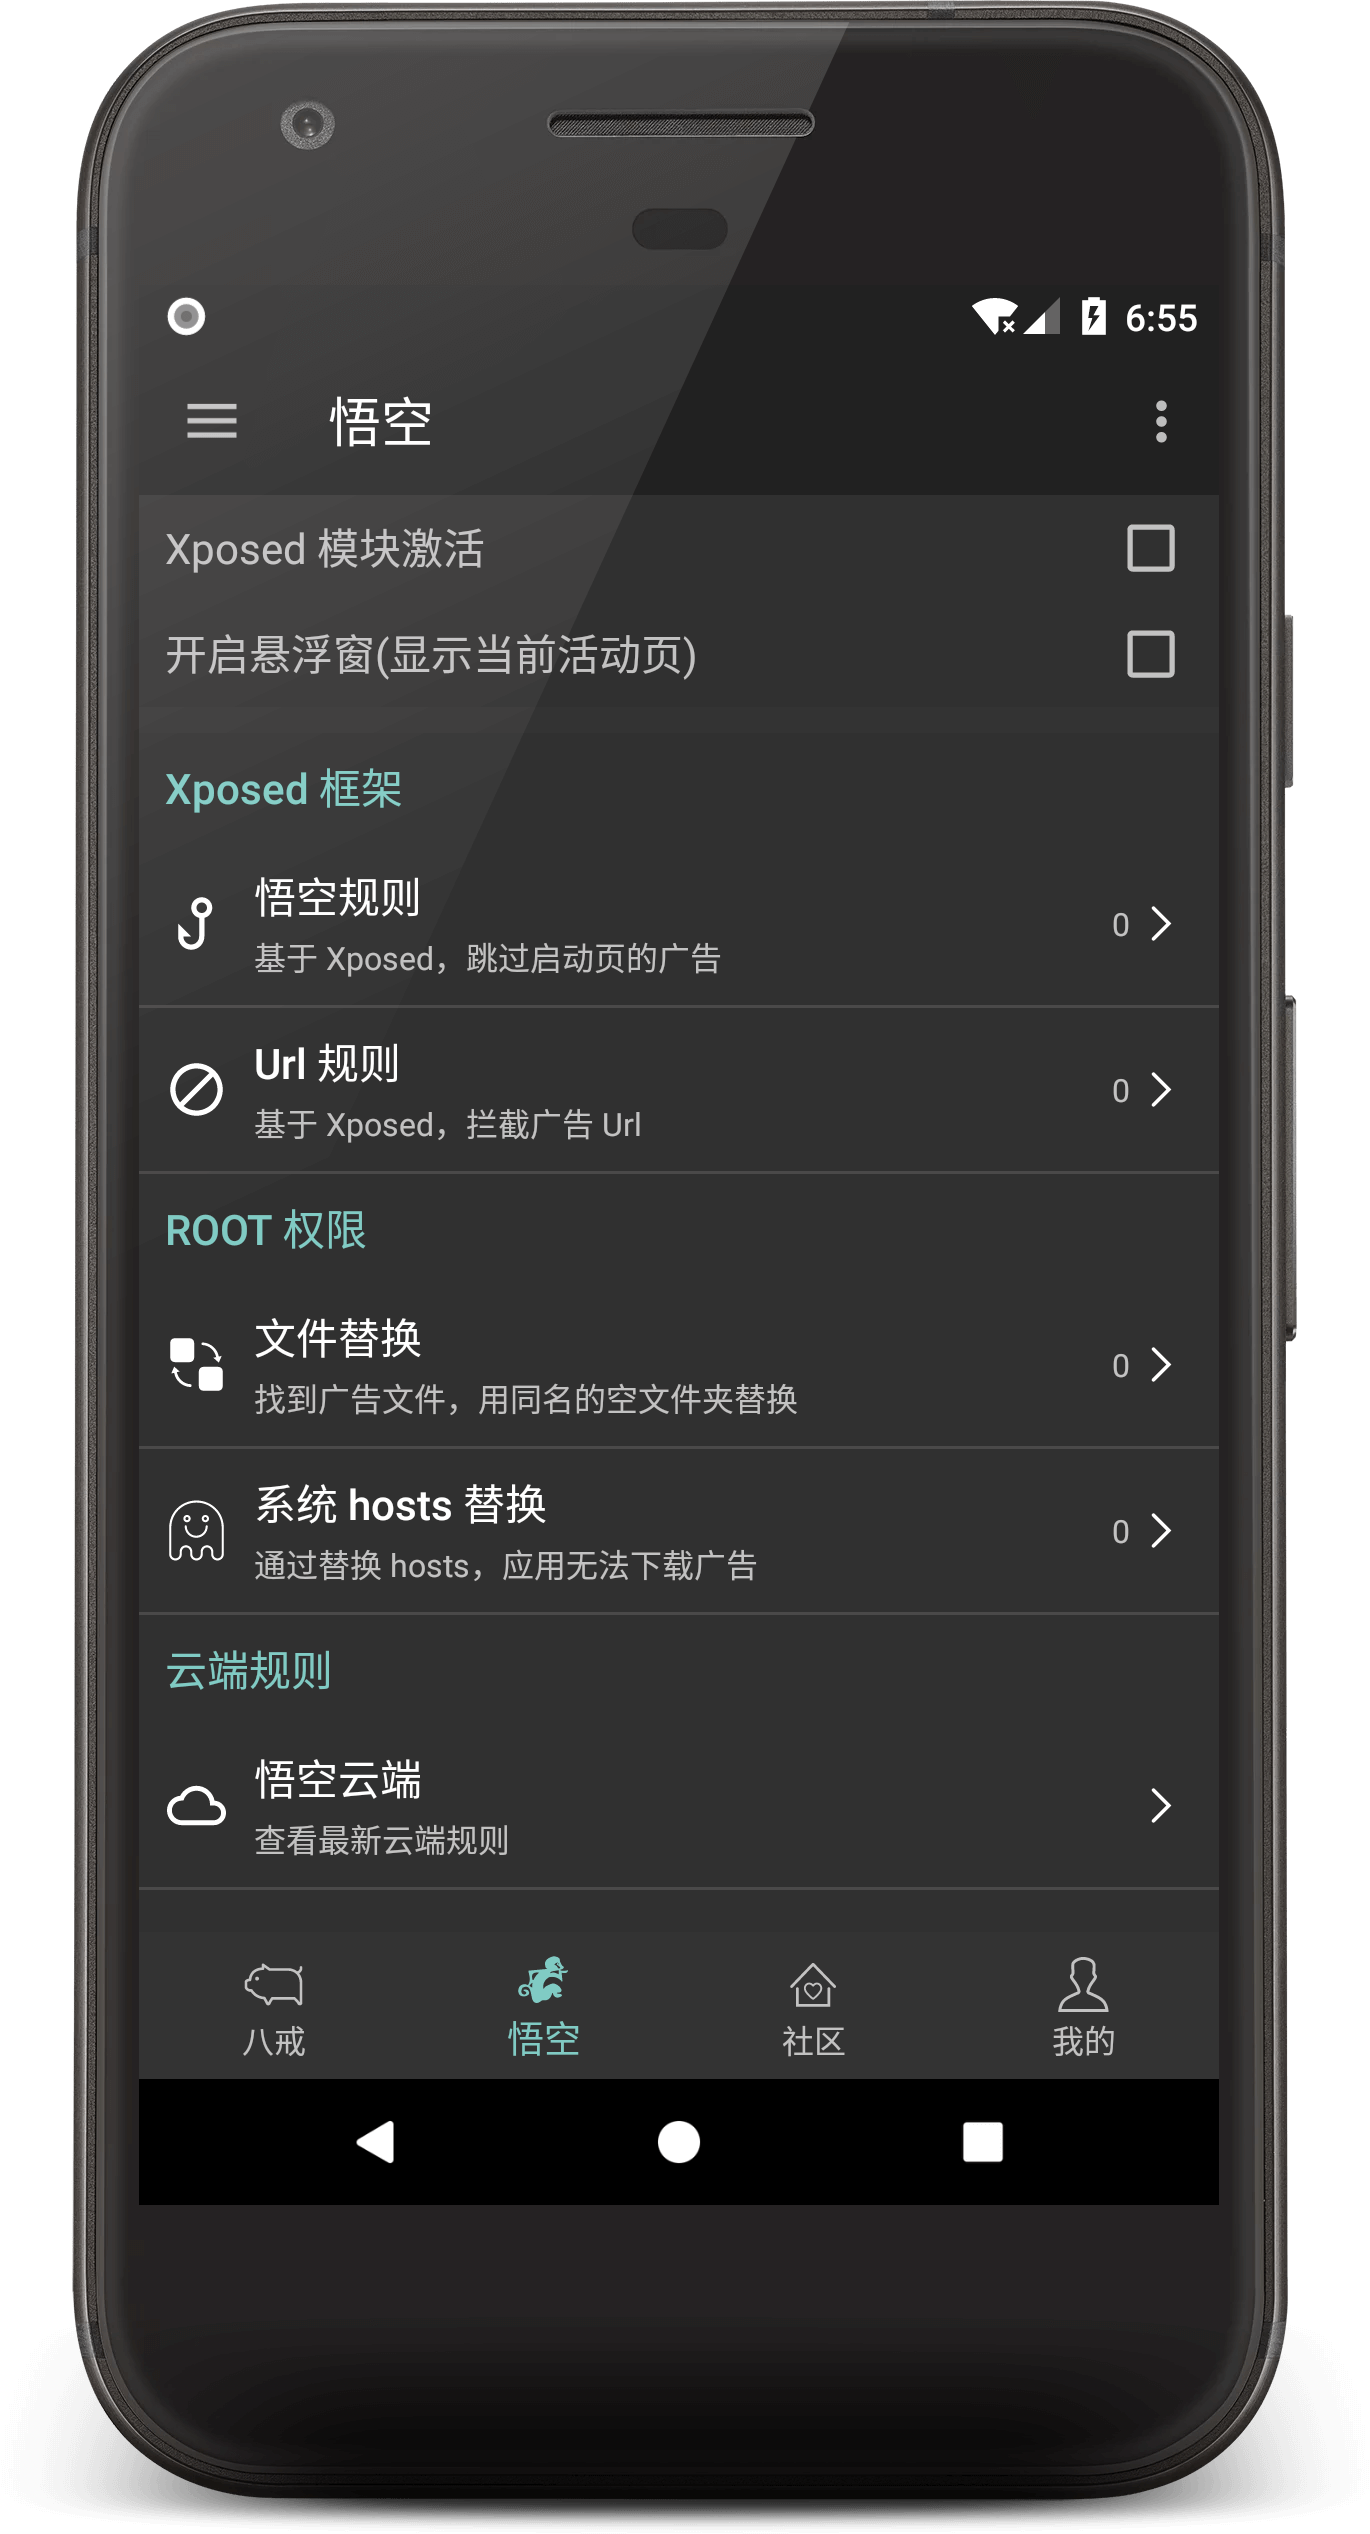 6:55
悟空
Xposed 模块激活
开启悬浮窗(显示当前活动页)
Xposed 框架
悟空规则
基于 Xposed，跳过启动页的广告
0
Url 规则
基于 Xposed，拦截广告 Url
0
ROOT 权限
文件替换
找到广告文件，用同名的空文件夹替换
0
系统 hosts 替换
通过替换 hosts，应用无法下载广告
0
云端规则
悟空云端
查看最新云端规则
八戒 悟空 社区 我的